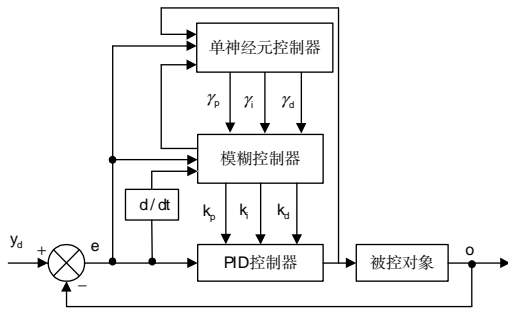 单神经元控制器
γp γi γd
模糊控制器
d/dt
kp ki kd
yd + e PID控制器 被控对象 o
−